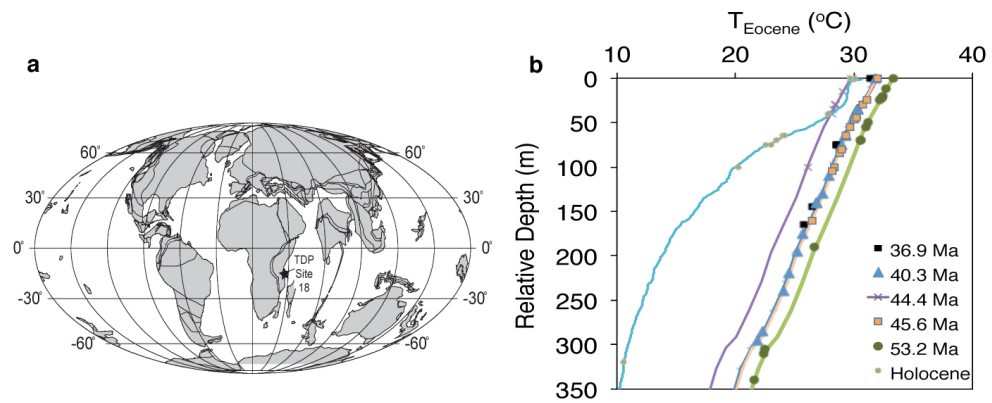 a
60°
60°
30°
30°
0°
0°
TDP
Site
18
-30°
-30°
-60°
-60°
b
T Eocene (°C)
10 20 30 40
0
50
100
150
200
250
300
350
Relative Depth (m)
36.9 Ma
40.3 Ma
44.4 Ma
45.6 Ma
53.2 Ma
Holocene